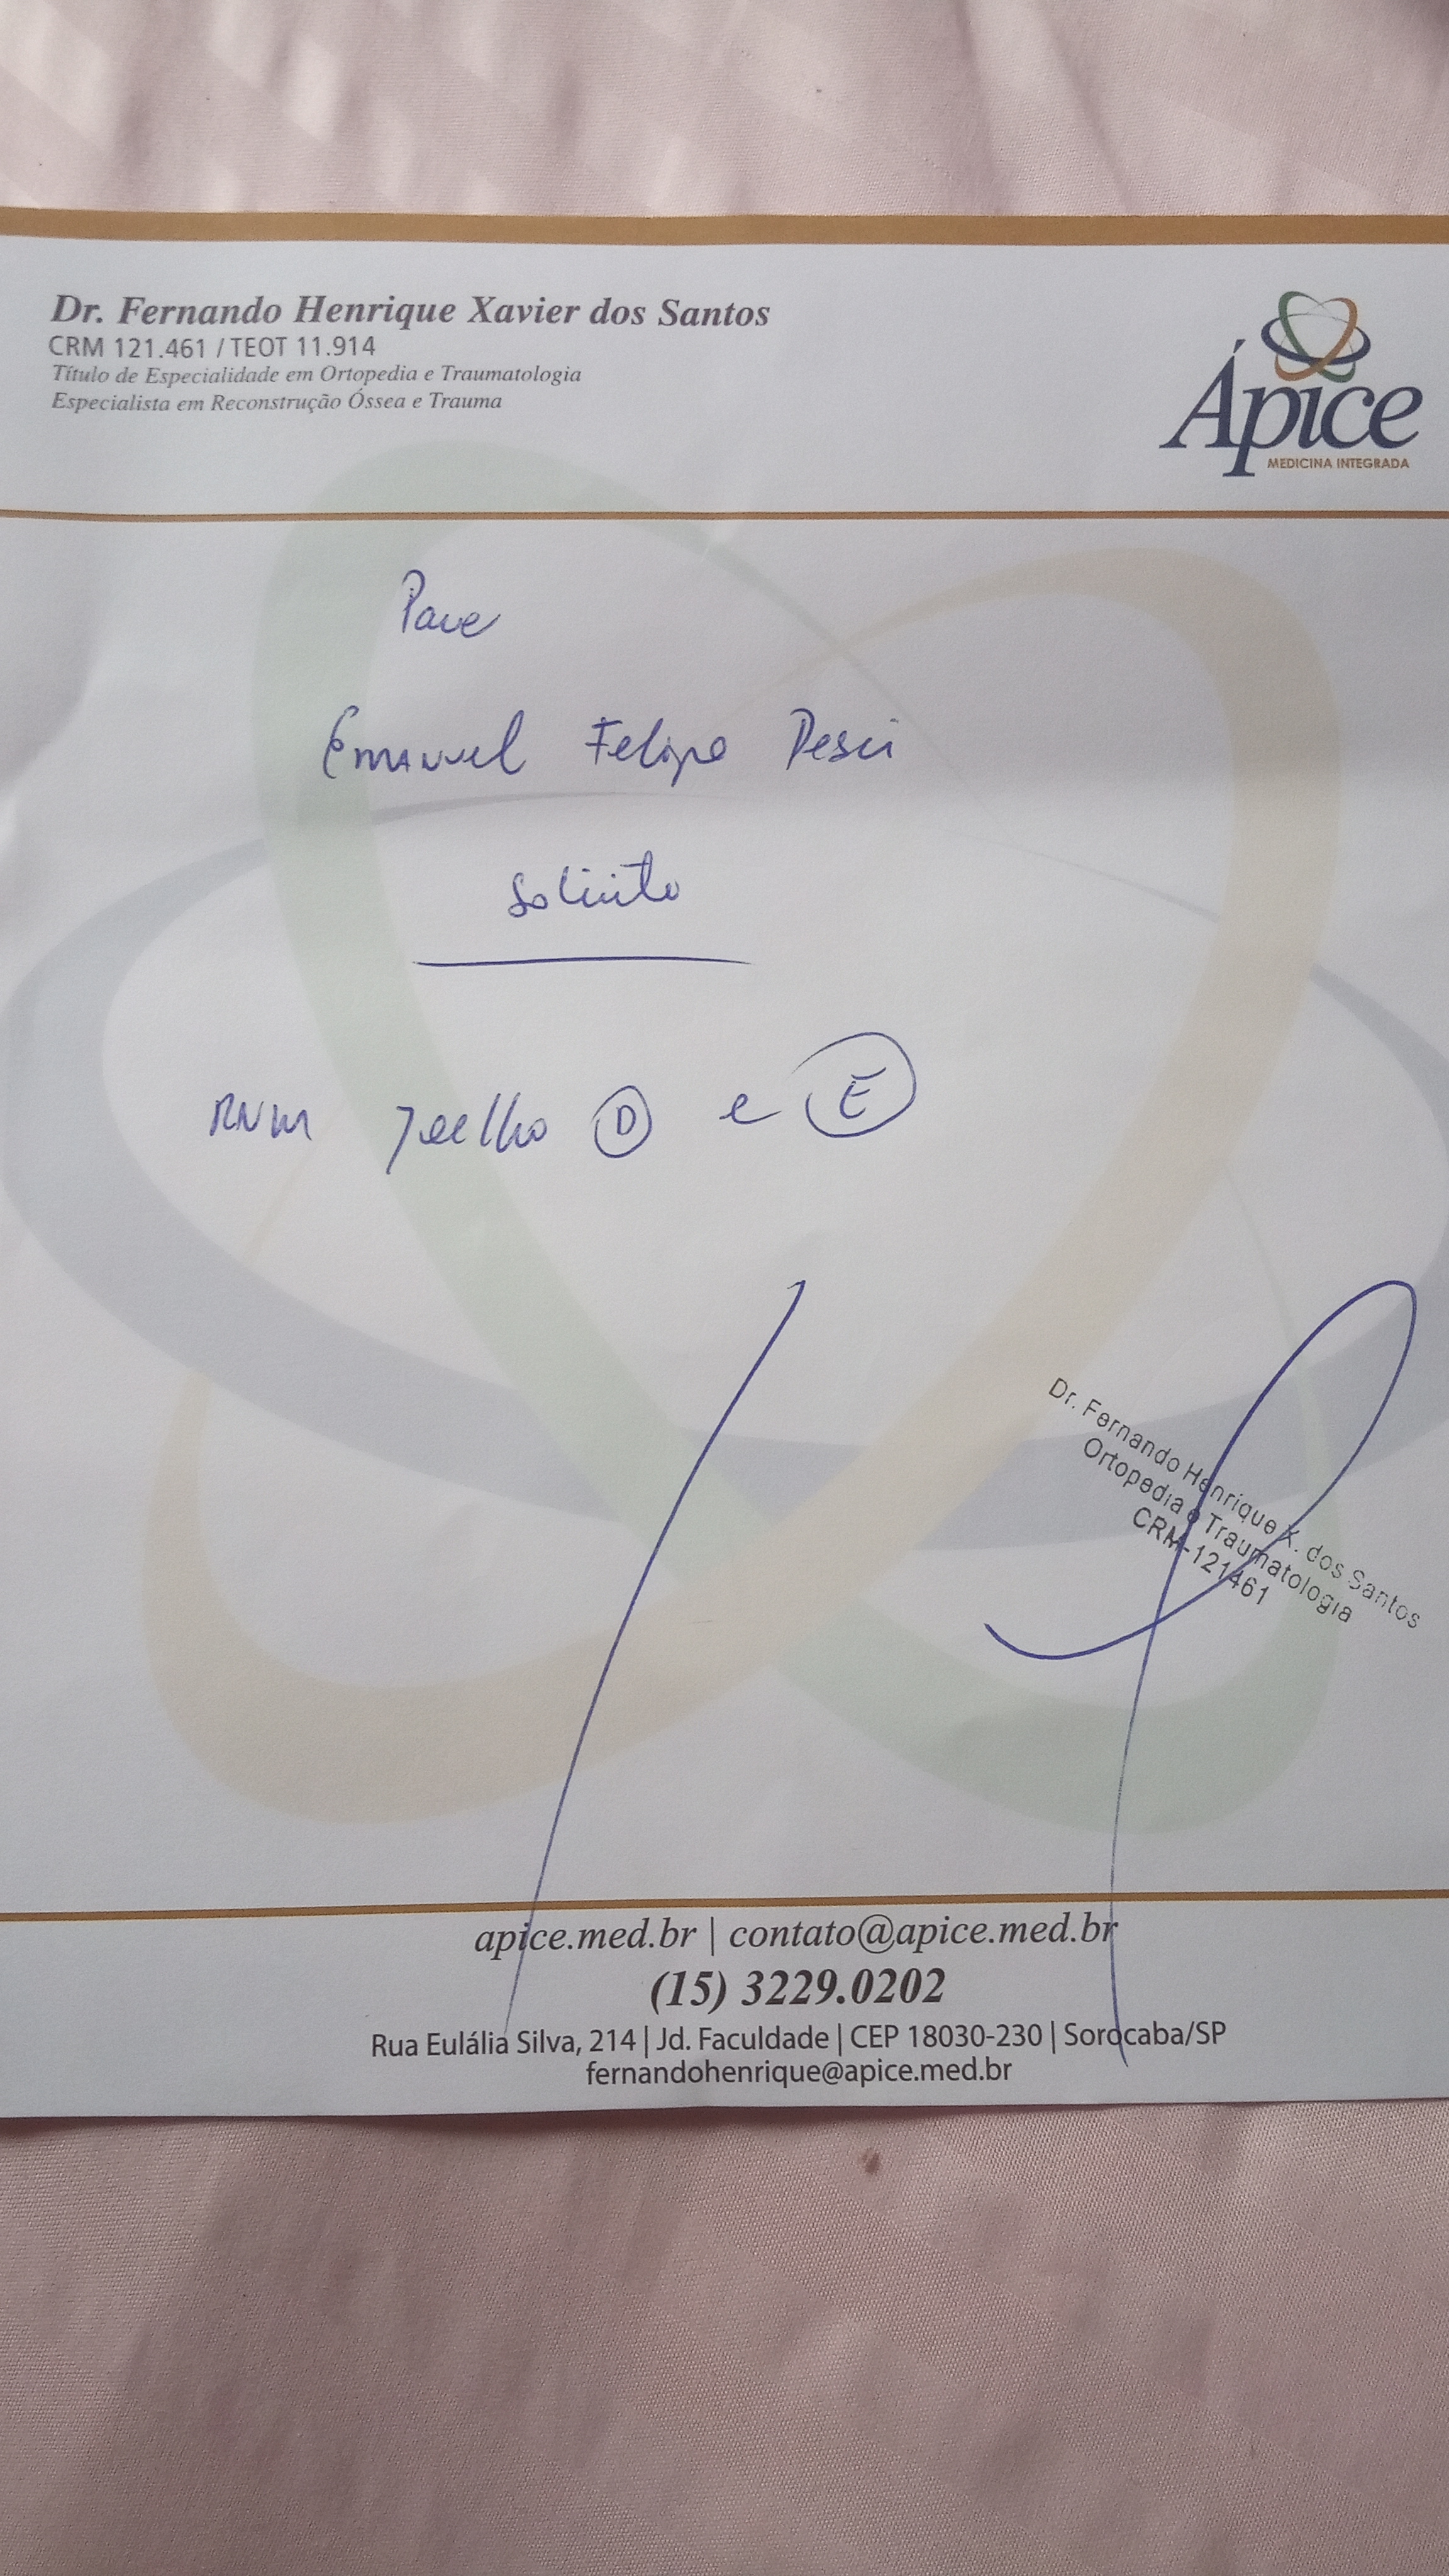 Dr. Fernando Henrique Xavier dos Santos
CRM 121.461 / TEOT 11.914
Título de Especialidade em Ortopedia e Traumatologia
Especialista em Reconstrução Óssea e Trauma
Ápice
MEDICINA INTEGRADA
Para
Emanuel Felipe
Solicito
RNM joelho D e E
Dr. Fernando Henrique X. dos Santos
Ortopedia e Traumatologia
CRM-121461
apice.med.br | contato@apice.med.br
(15) 3229.0202
Rua Eulália Silva, 214 | Jd. Faculdade | CEP 18030-230 | Sorocaba/SP
fernandohenrique@apice.med.br